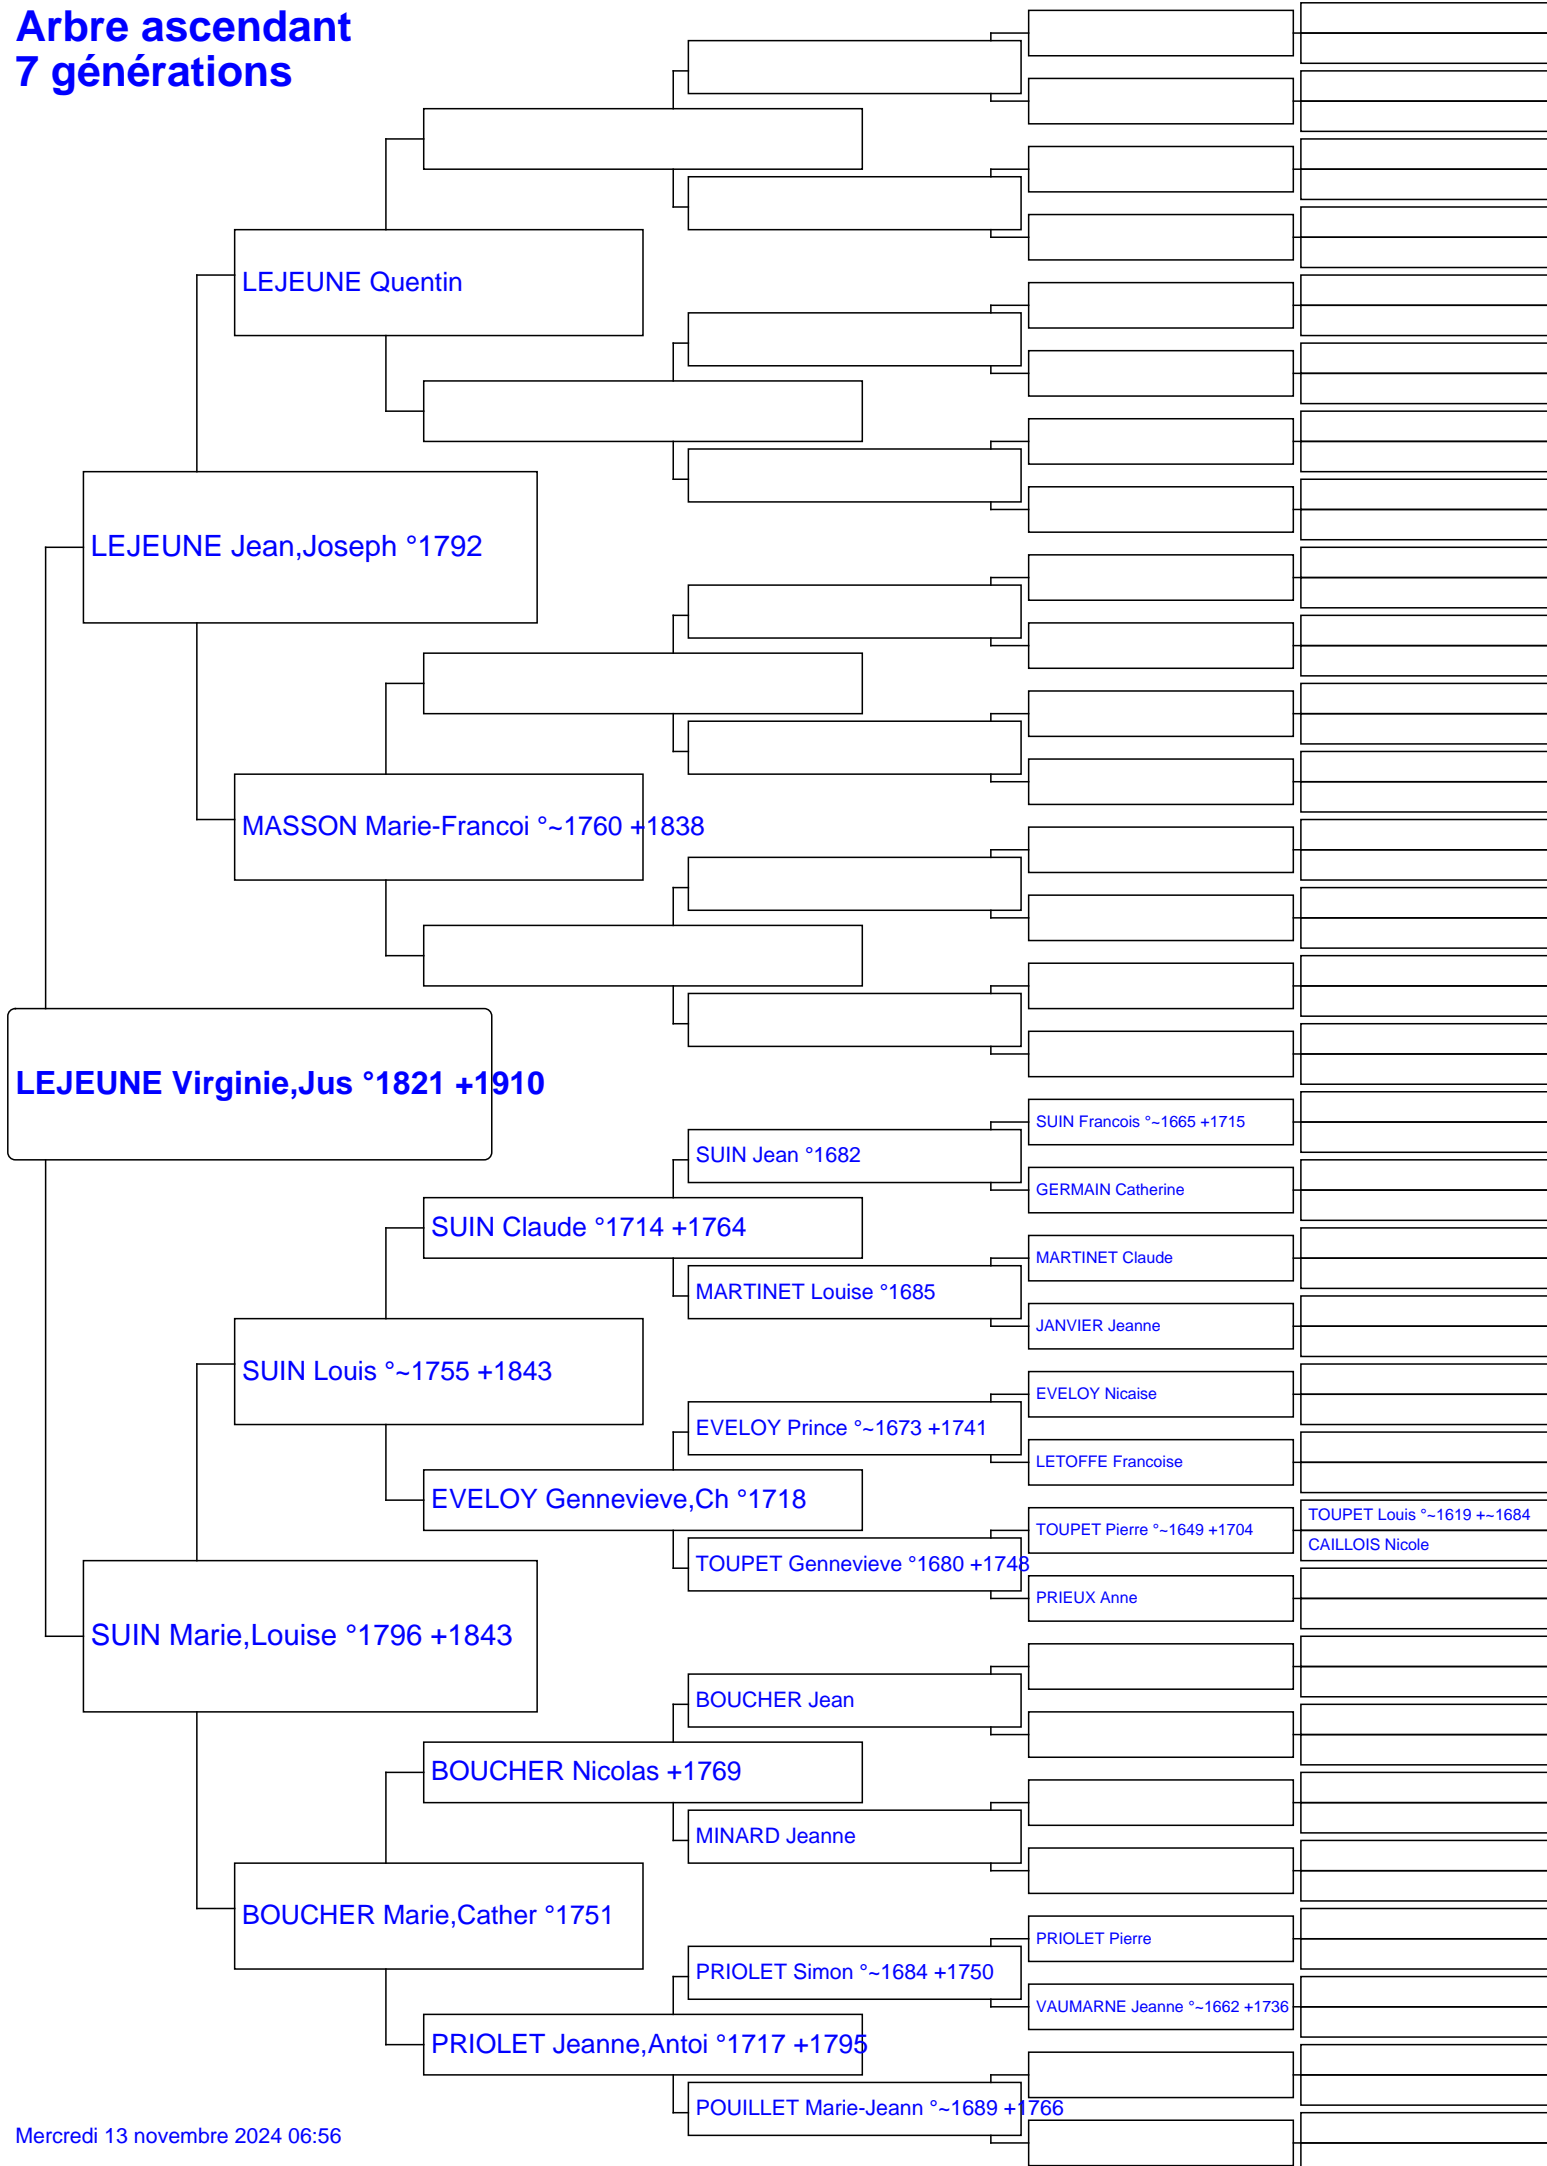 Arbre ascendant
7 générations
LEJEUNE Quentin
LEJEUNE Jean,Joseph °1792
MASSON Marie-Francoi °~1760 +1838
LEJEUNE Virginie,Jus °1821 +1910
SUIN Francois °~1665 +1715
SUIN Jean °1682
GERMAIN Catherine
SUIN Claude °1714 +1764
MARTINET Claude
MARTINET Louise °1685
JANVIER Jeanne
SUIN Louis °~1755 +1843
EVELOY Nicaise
EVELOY Prince °~1673 +1741
LETOFFE Francoise
EVELOY Gennevieve,Ch °1718
TOUPET Louis °~1619 +~1684
TOUPET Pierre °~1649 +1704
CAILLOIS Nicole
TOUPET Gennevieve °1680 +1748
PRIEUX Anne
SUIN Marie,Louise °1796 +1843
BOUCHER Jean
BOUCHER Nicolas +1769
MINARD Jeanne
BOUCHER Marie,Cather °1751
PRIOLET Pierre
PRIOLET Simon °~1684 +1750
VAUMARNE Jeanne °~1662 +1736
PRIOLET Jeanne,Antoi °1717 +1795
POUILLET Marie-Jeann °~1689 +1766
Mercredi 13 novembre 2024 06:56